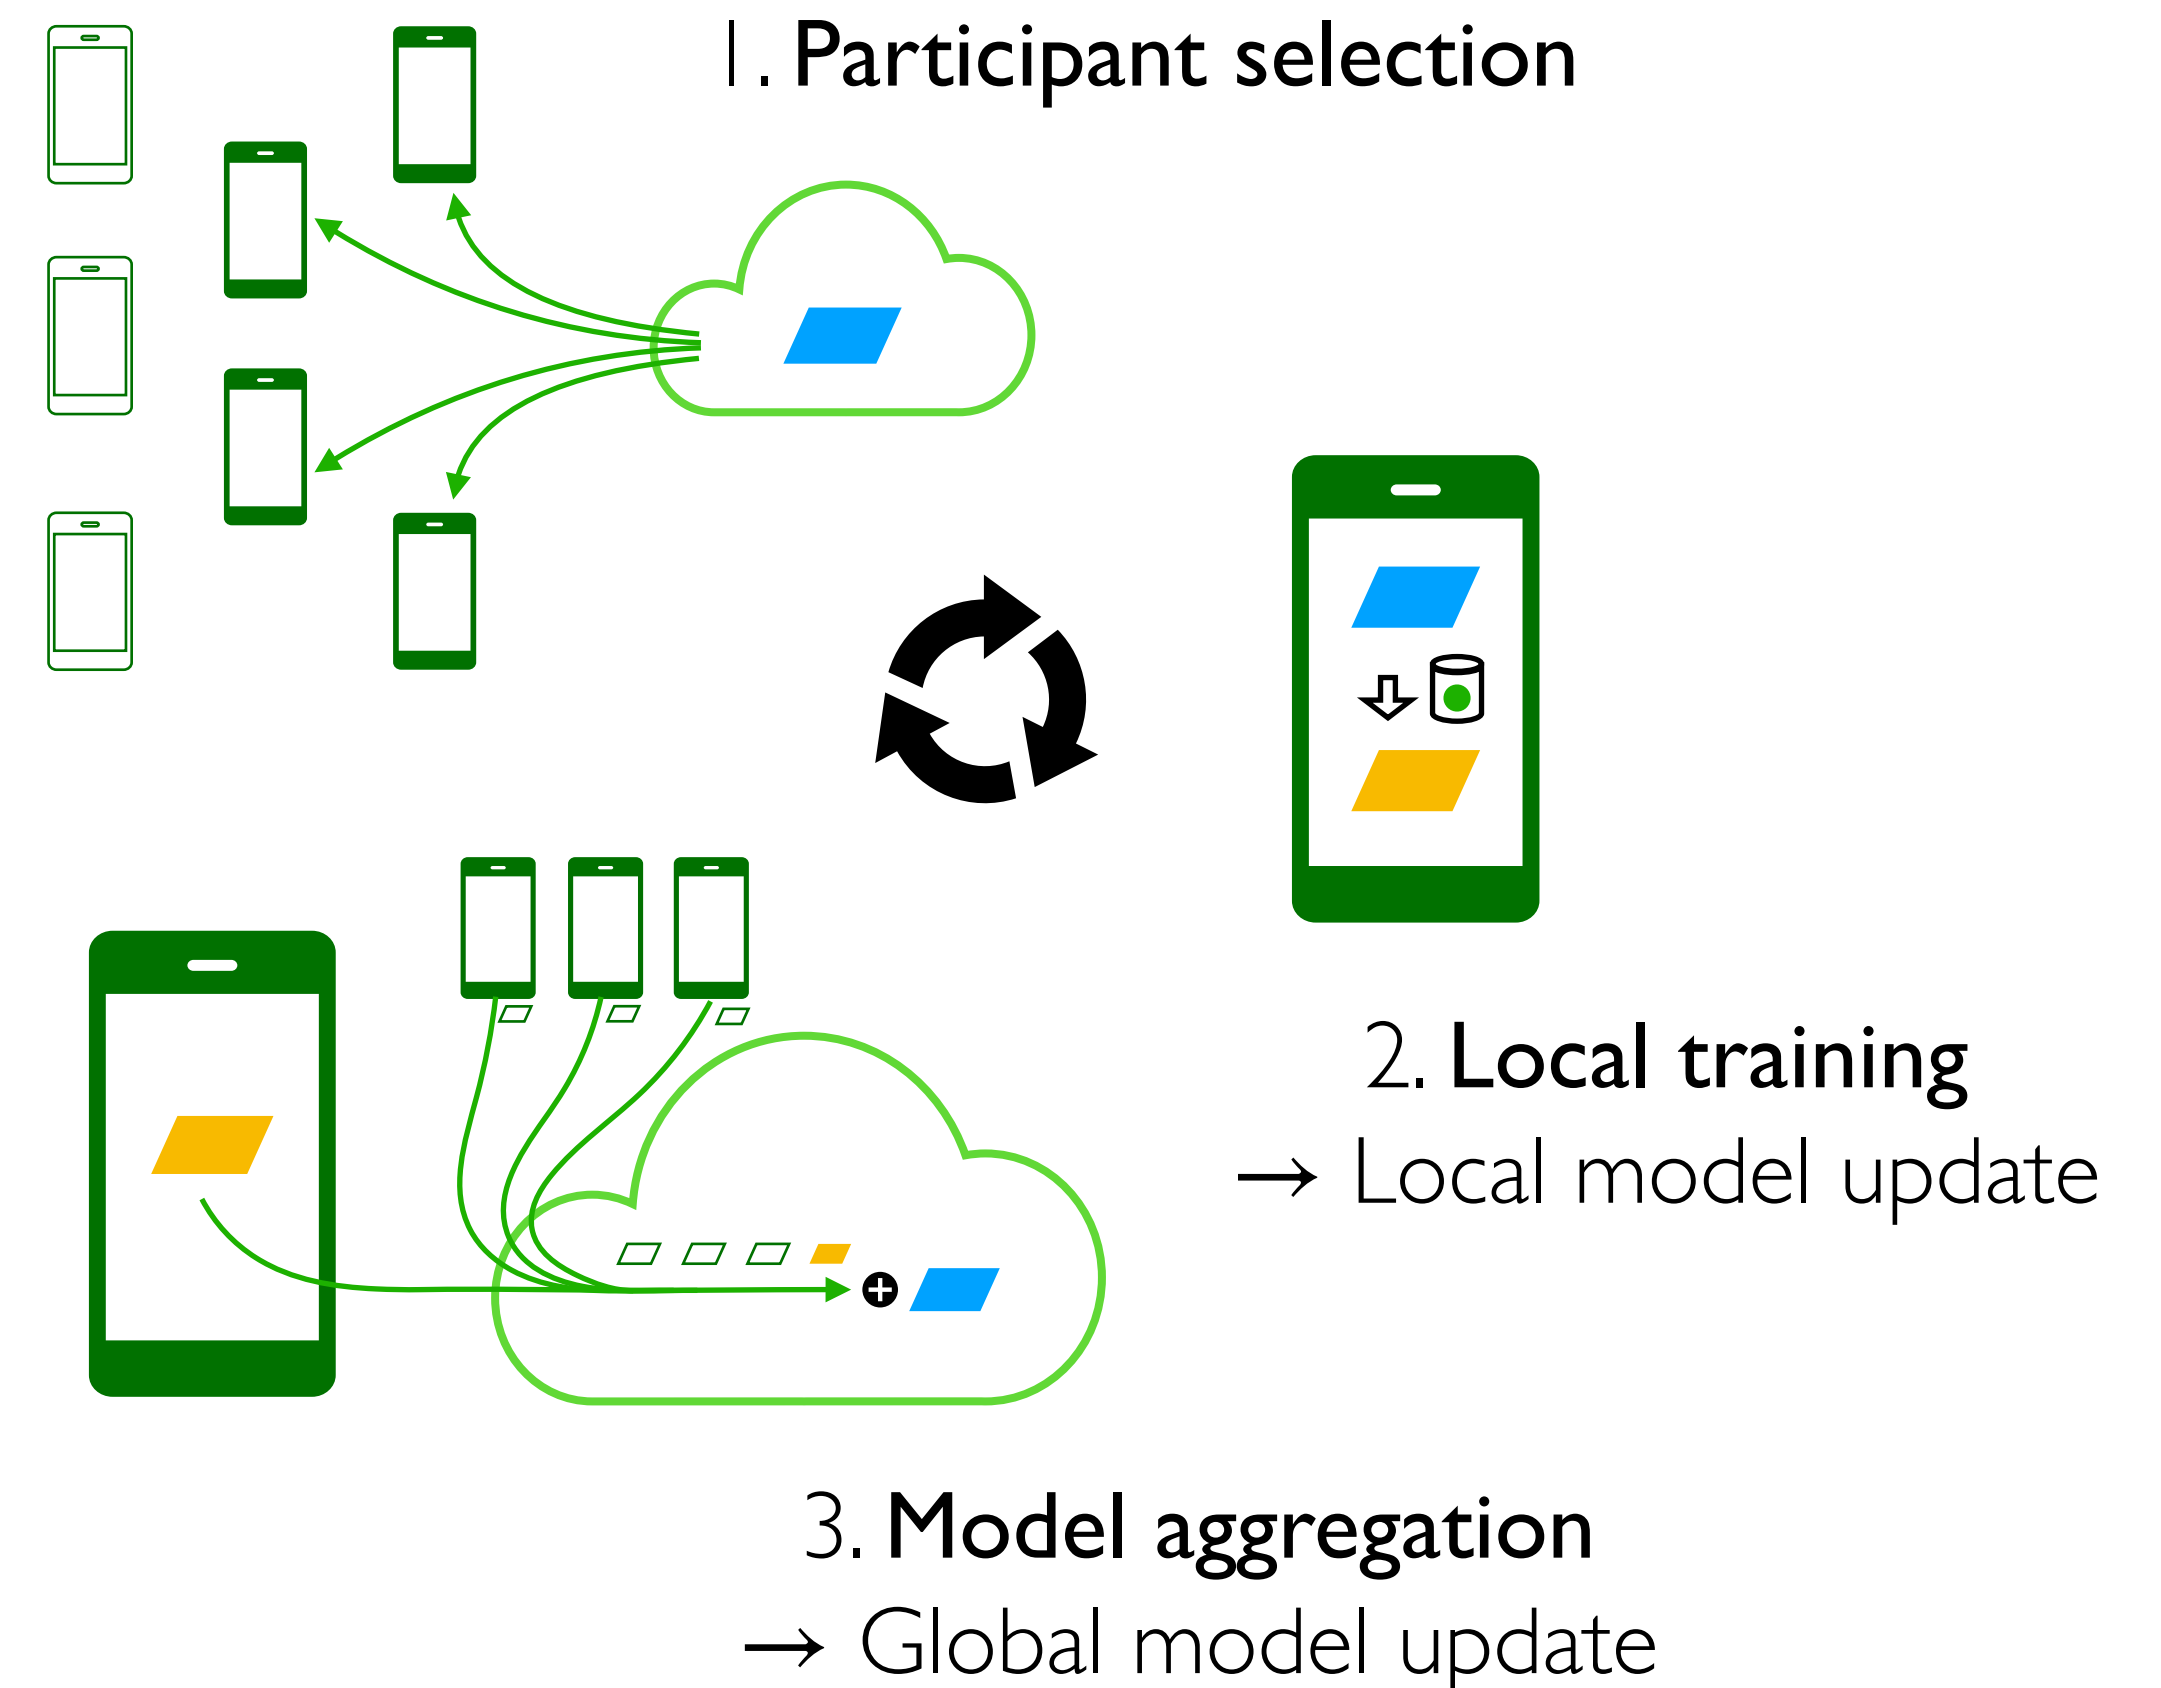 1. Participant selection
2. Local training
→ Local model update
3. Model aggregation
→ Global model update